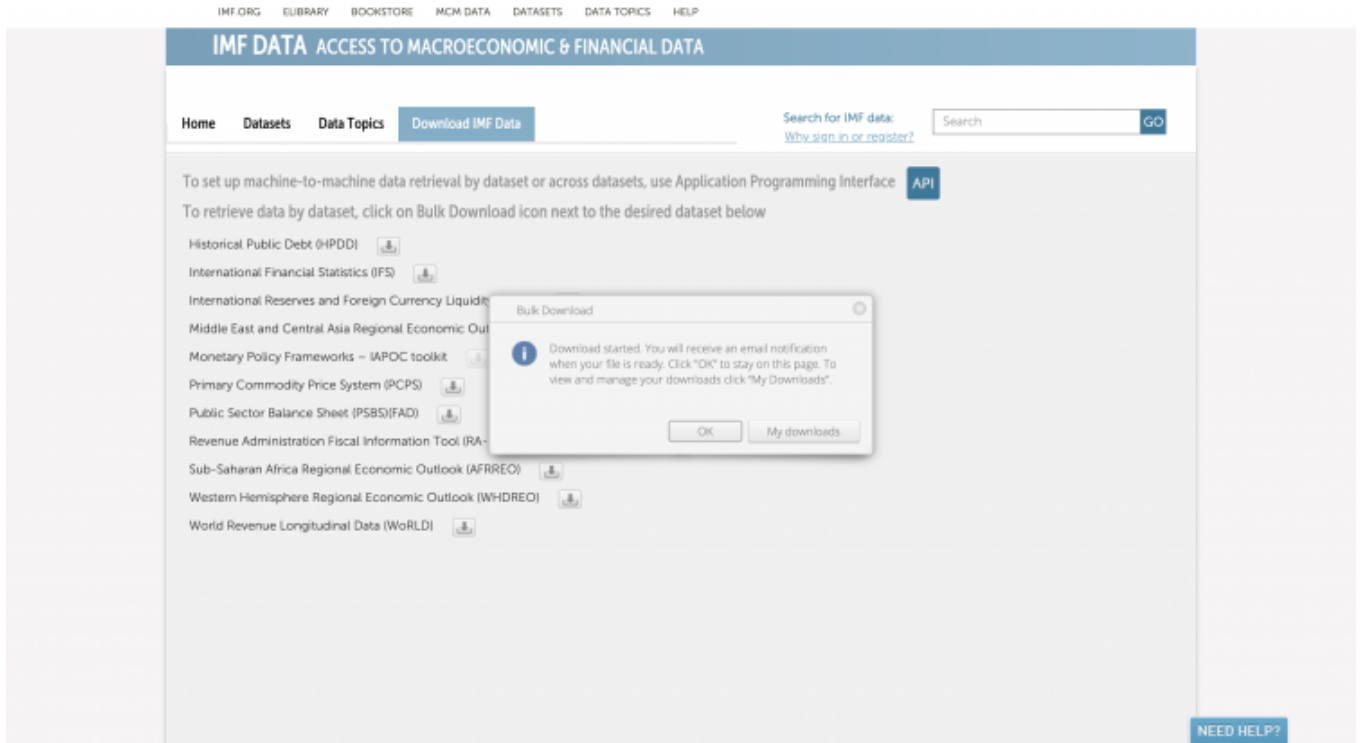 IMF.ORG ELIBRARY BOOKSTORE MCM DATA DATASETS DATA TOPICS HELP
IMF DATA ACCESS TO MACROECONOMIC & FINANCIAL DATA
Home Datasets Data Topics Download IMF Data
Search for IMF data:
Why sign in or register?
Search GO
To set up machine-to-machine data retrieval by dataset or across datasets, use Application Programming Interface API
To retrieve data by dataset, click on Bulk Download icon next to the desired dataset below
Historical Public Debt (HPDD)
International Financial Statistics (IFS)
International Reserves and Foreign Currency Liquidity
Middle East and Central Asia Regional Economic Out
Monetary Policy Frameworks – IAPOC toolkit
Primary Commodity Price System (PCPS)
Public Sector Balance Sheet (PSBS)(FAD)
Revenue Administration Fiscal Information Tool (RA-
Sub-Saharan Africa Regional Economic Outlook (AFRREO)
Western Hemisphere Regional Economic Outlook (WHDREO)
World Revenue Longitudinal Data (WoRLD)
Bulk Download
Download started. You will receive an email notification
when your file is ready. Click "OK" to stay on this page. To
view and manage your downloads click "My Downloads".
OK My downloads
NEED HELP?